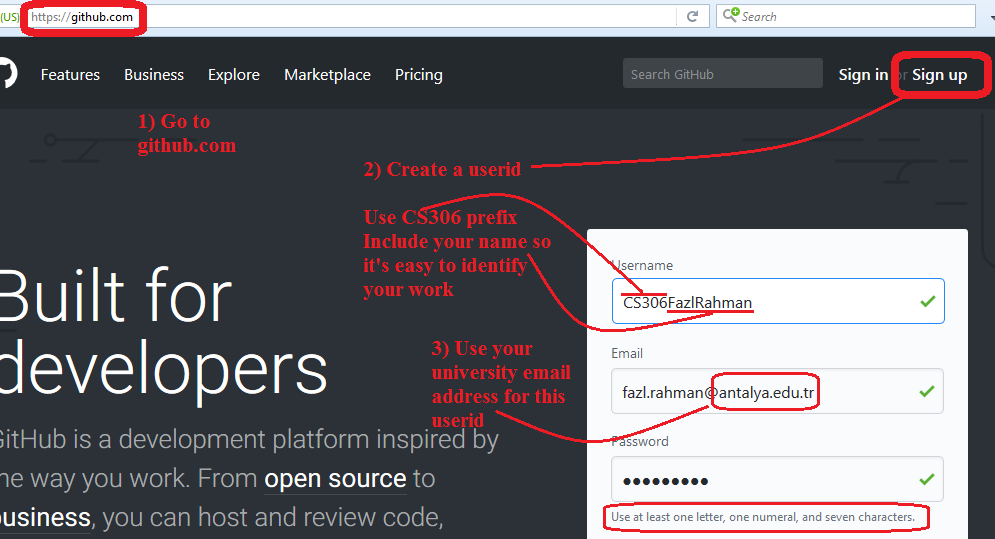 (US) https://github.com
Search
Features Business Explore Marketplace Pricing
Search GitHub
Sign in or Sign up
1) Go to
github.com
2) Create a userid
Use CS306 prefix
Include your name so
it's easy to identify
your work
Username
CS306FazlRahman
3) Use your
university email
address for this
userid
Email
fazl.rahman@antalya.edu.tr
Password
Use at least one letter, one numeral, and seven characters.
Built for
developers
GitHub is a development platform inspired by
the way you work. From open source to
business, you can host and review code,